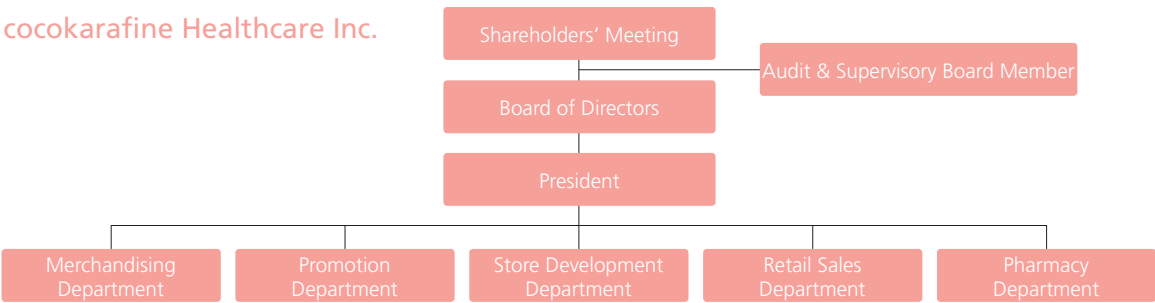 cocokarafine Healthcare Inc.
Shareholders’ Meeting
Audit & Supervisory Board Member
Board of Directors
President
Merchandising
Department
Promotion
Department
Store Development
Department
Retail Sales
Department
Pharmacy
Department